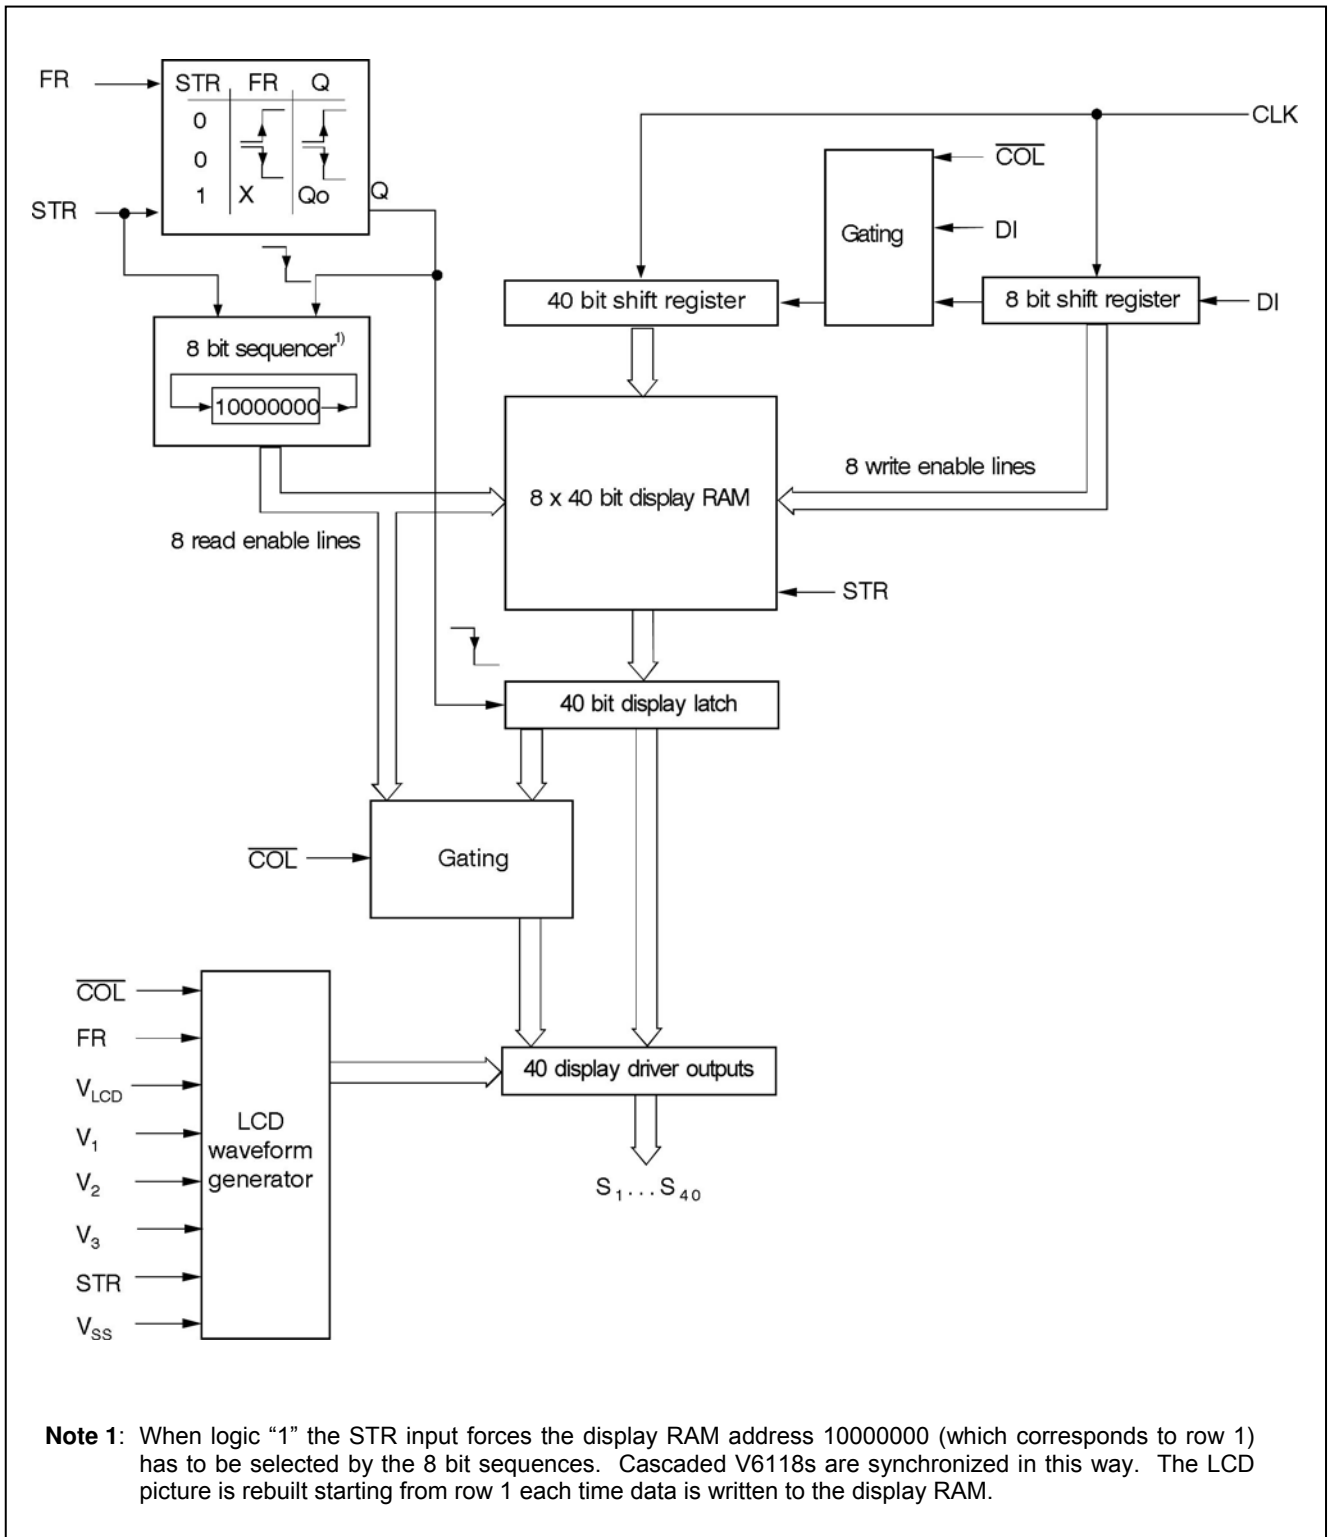 FR
STR FR Q
0
0
1 X Qo
Q
STR
CLK
COL
DI
Gating
40 bit shift register
8 bit shift register
DI
8 bit sequencer1)
10000000
8 x 40 bit display RAM
8 write enable lines
8 read enable lines
STR
40 bit display latch
COL
Gating
COL
FR
VLCD
V1
V2
V3
STR
VSS
LCD
waveform
generator
40 display driver outputs
S1...S40
Note 1: When logic “1” the STR input forces the display RAM address 10000000 (which corresponds to row 1)
has to be selected by the 8 bit sequences. Cascaded V6118s are synchronized in this way. The LCD
picture is rebuilt starting from row 1 each time data is written to the display RAM.